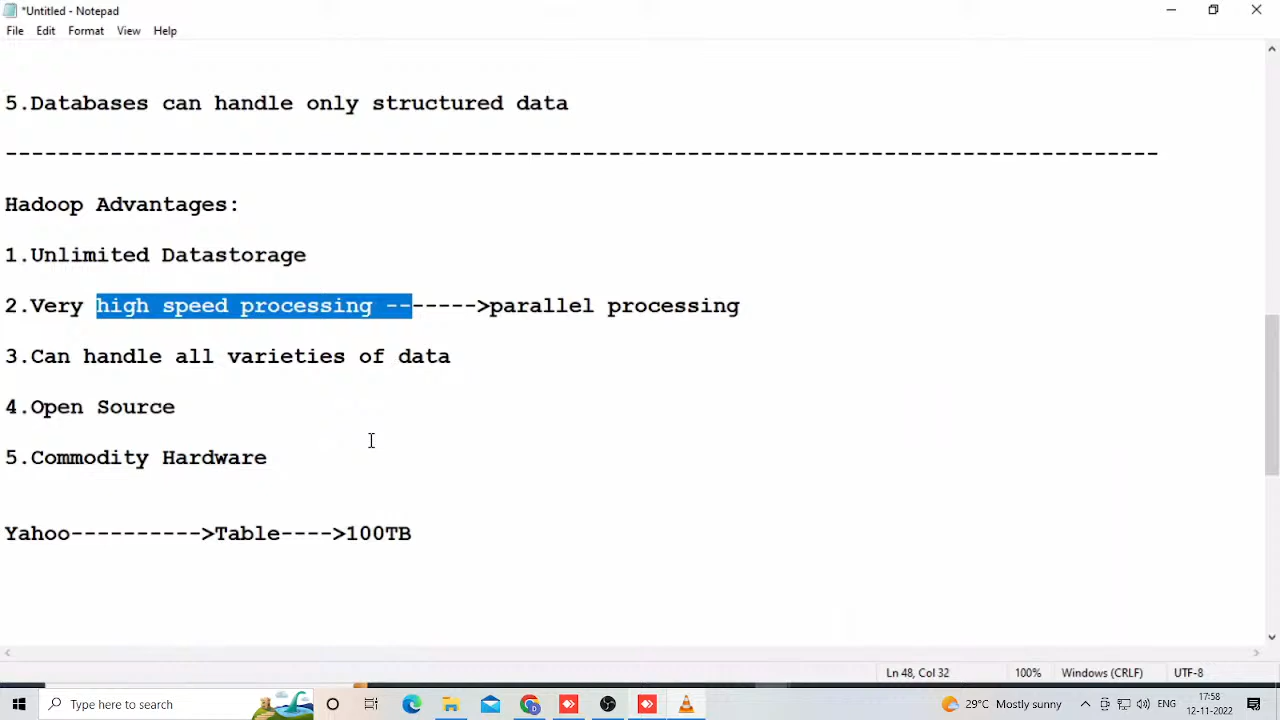 *Untitled - Notepad
File Edit Format View Help
5.Databases can handle only structured data
----------------------------------------------------------------------------------------
Hadoop Advantages:
1.Unlimited Datastorage
2.Very high speed processing ------->parallel processing
3.Can handle all varieties of data
4.Open Source
5.Commodity Hardware
Yahoo---------->Table---->100TB
Ln 48, Col 32 100% Windows (CRLF) UTF-8
Type here to search 29°C Mostly sunny ENG 17:58
12-11-2022